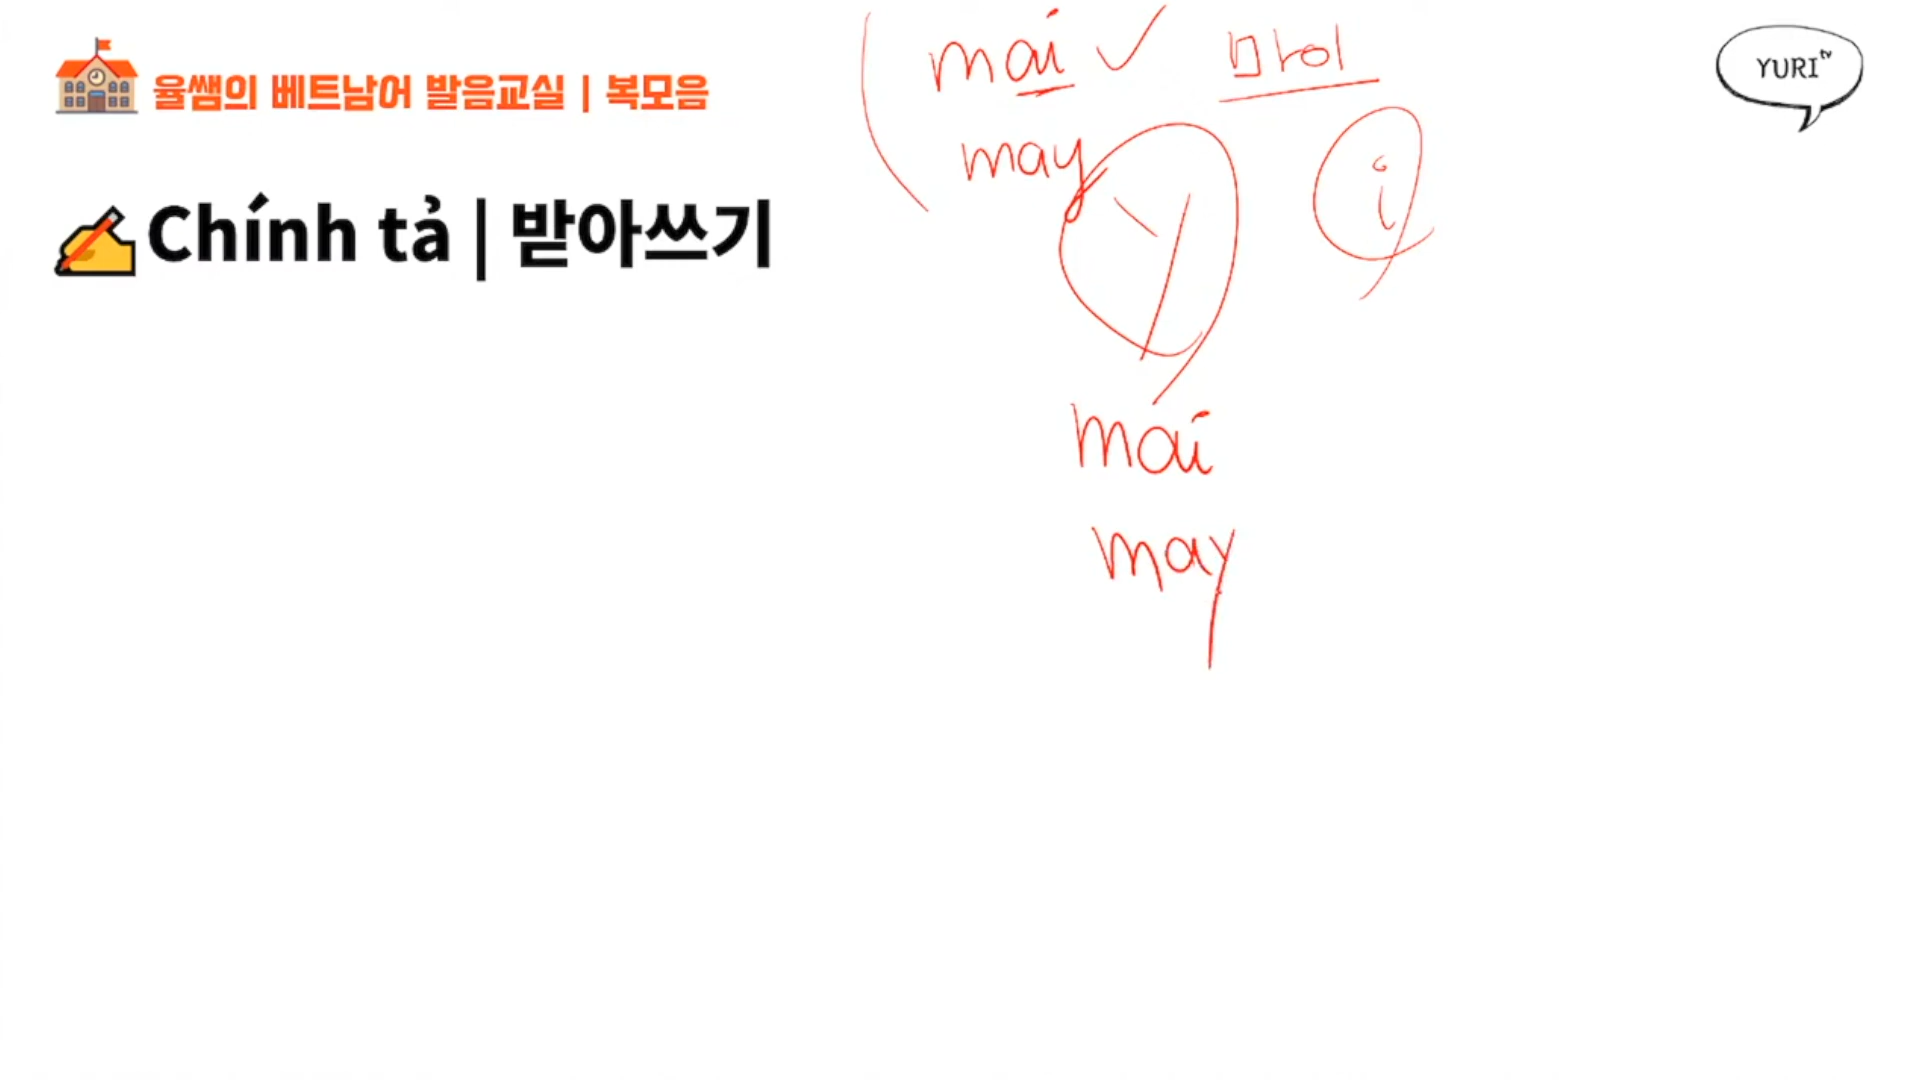 율쌤의 베트남어 발음교실 | 복모음
mai ✓ 마이
YURI tv
may
y
i
Chính tả | 받아쓰기
mai
may